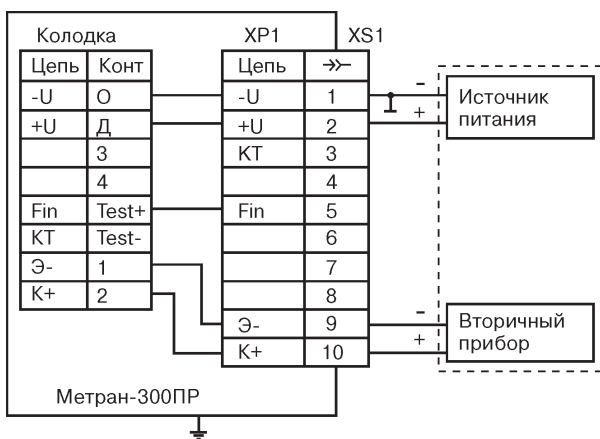 Колодка
Цепь Конт
-U О
+U Д
3
4
Fin Test+
КТ Test-
Э- 1
К+ 2
XP1 XS1
Цепь
-U 1
+U 2
КТ 3
4
Fin 5
6
7
8
Э- 9
К+ 10
-
+
Источник
питания
-
+
Вторичный
прибор
Метран-300ПР